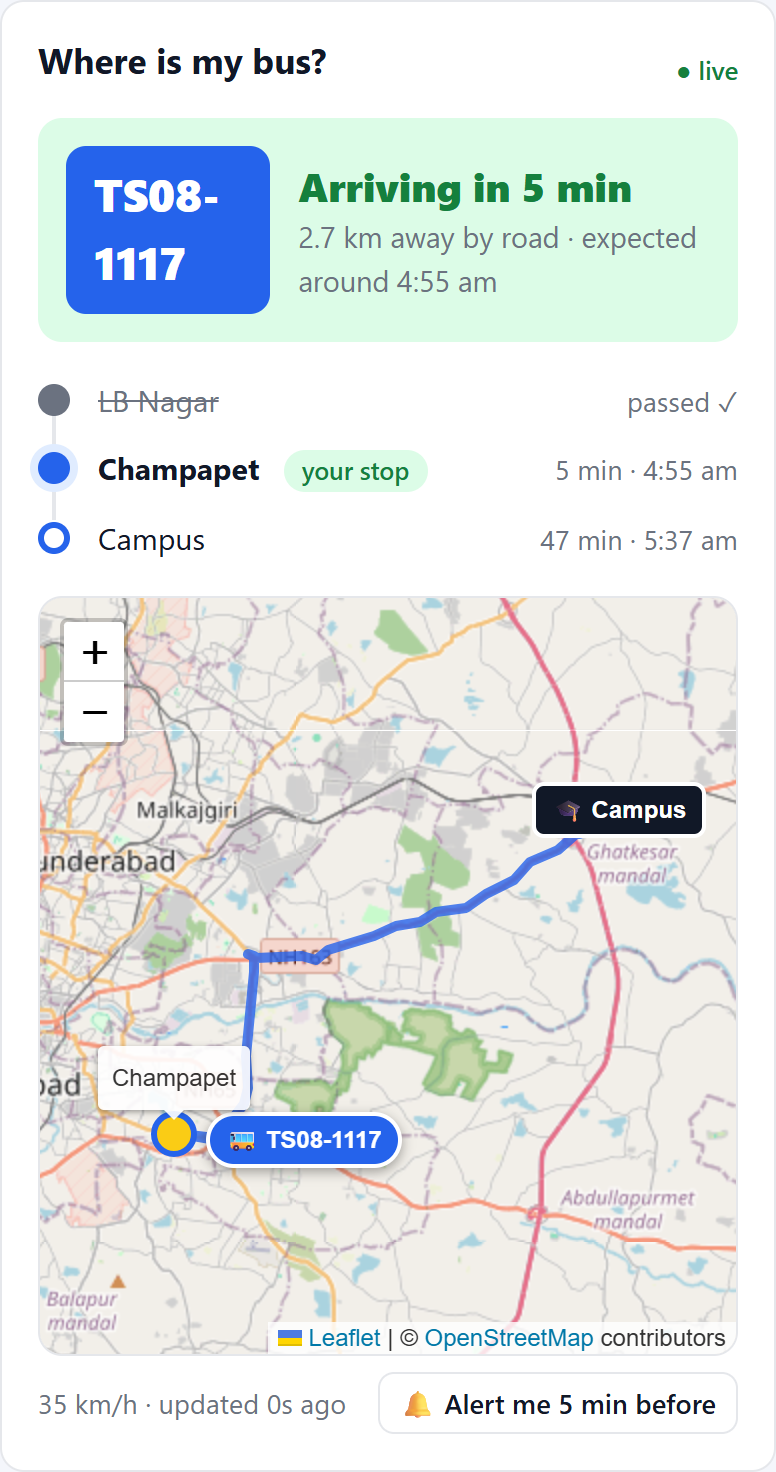 Where is my bus?
● live
TS08-
1117
Arriving in 5 min
2.7 km away by road · expected
around 4:55 am
LB Nagar
passed ✓
Champapet
your stop
5 min · 4:55 am
Campus
47 min · 5:37 am
+
−
Malkajgiri
underabad
Campus
Ghatkesar
mandal
NH163
Champapet
bad
TS08-1117
Abdullapurmet
mandal
Balapur
mandal
Leaflet | © OpenStreetMap contributors
35 km/h · updated 0s ago
🔔 Alert me 5 min before